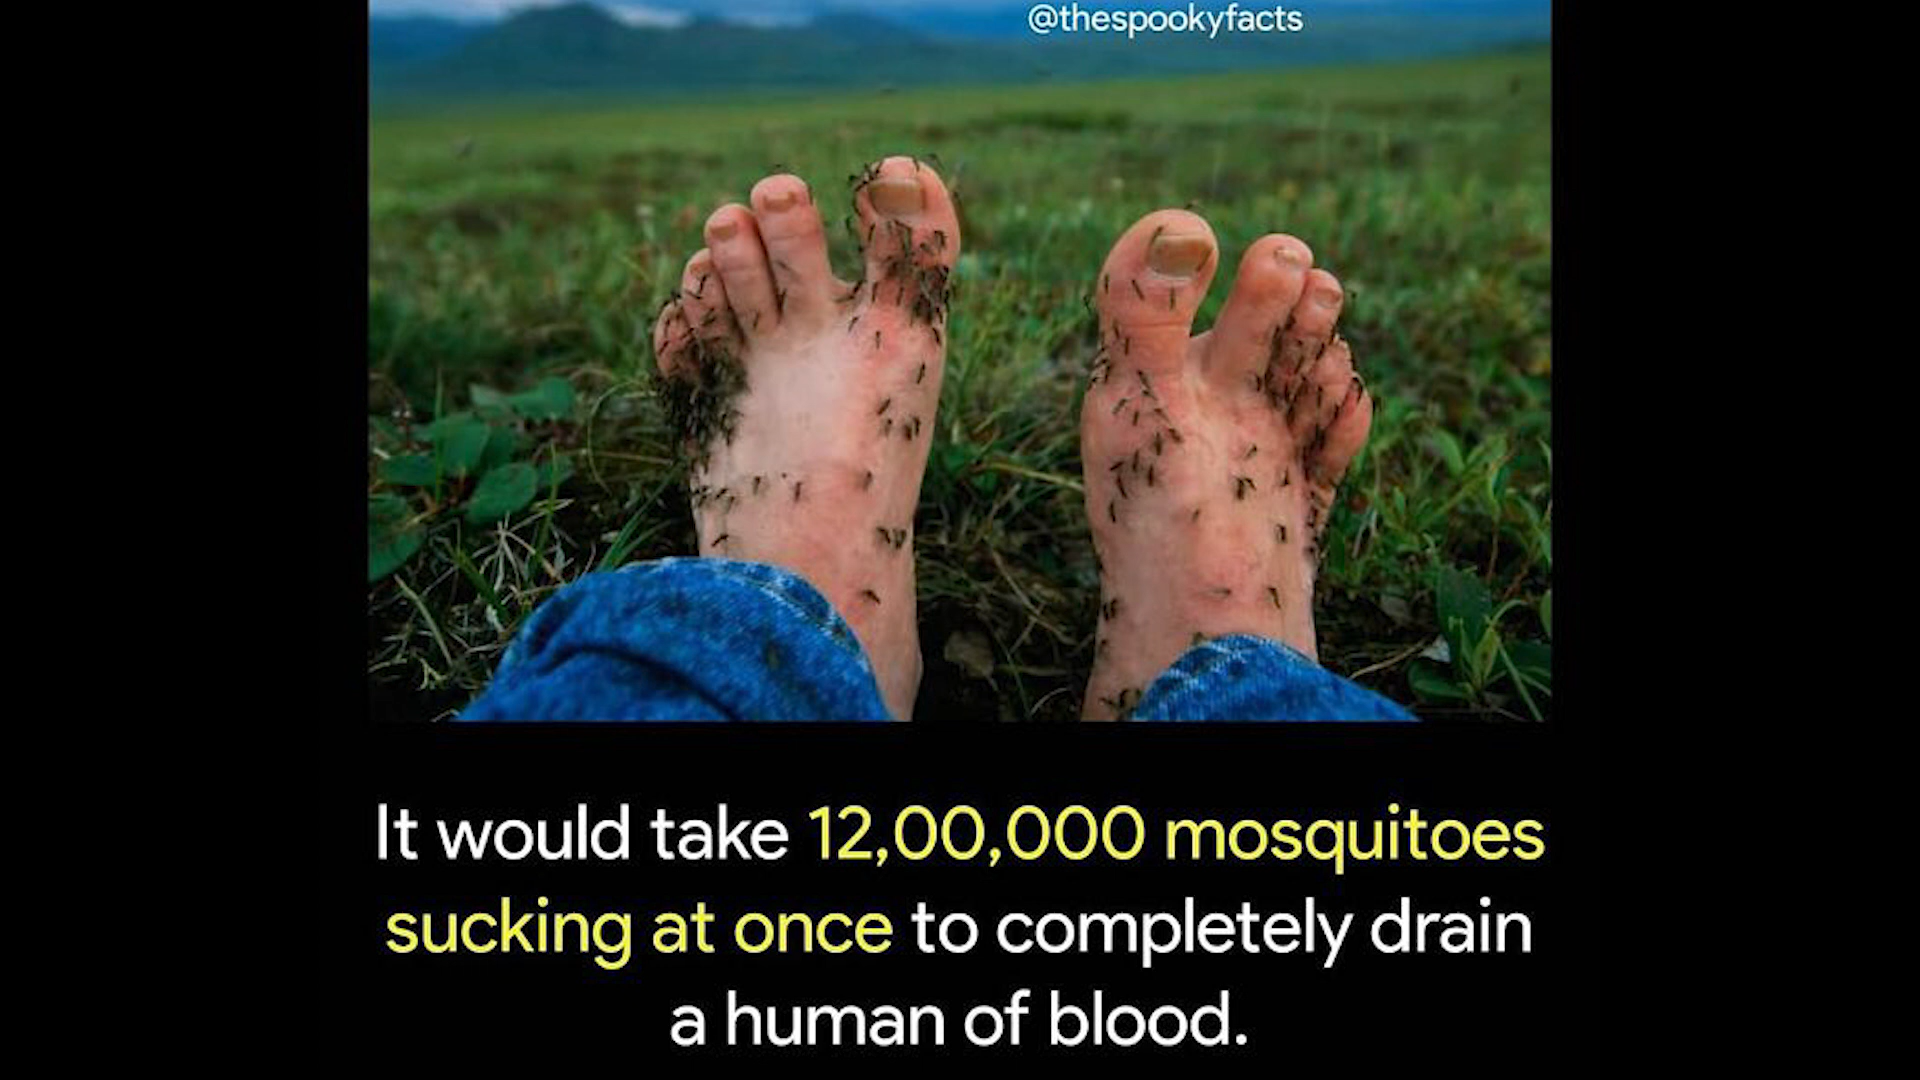 @thespookyfacts
It would take 12,00,000 mosquitoes
sucking at once to completely drain
a human of blood.